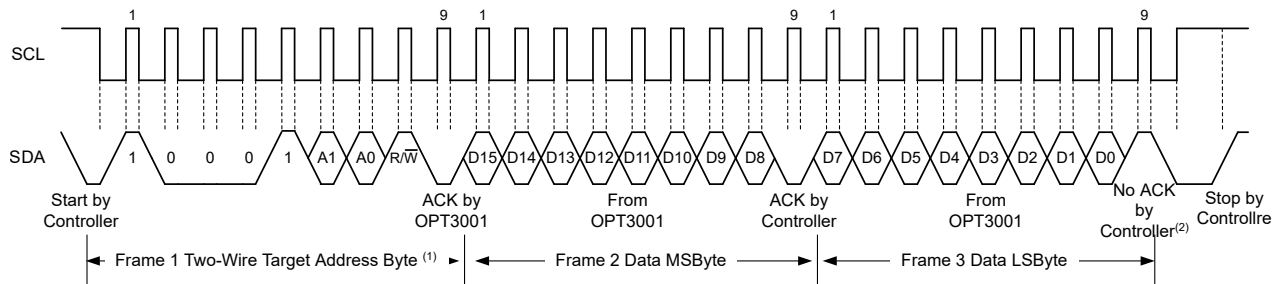 1 9 1 9 1 9
SCL
SDA
1 0 0 0 1 A1 A0 R/W̅ D15 D14 D13 D12 D11 D10 D9 D8 D7 D6 D5 D4 D3 D2 D1 D0
Start by
Controller
ACK by
OPT3001
From
OPT3001
ACK by
Controller
From
OPT3001
No ACK
by
Controller(2)
Stop by
Controllre
Frame 1 Two-Wire Target Address Byte (1)
Frame 2 Data MSByte
Frame 3 Data LSByte